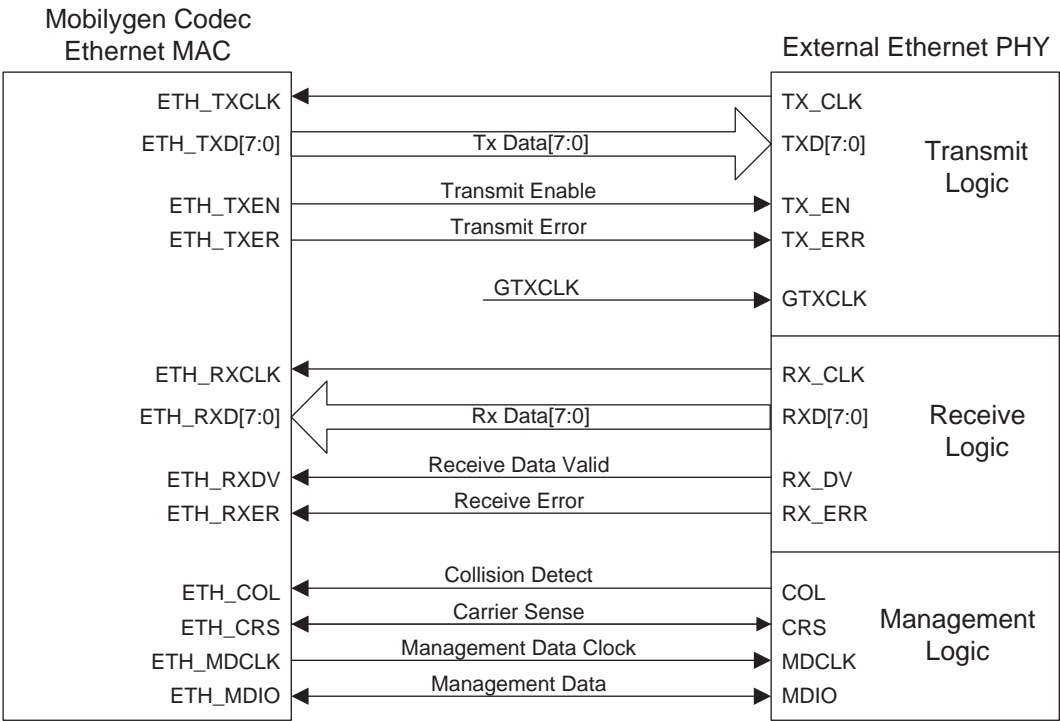 Mobilygen Codec
Ethernet MAC
External Ethernet PHY
ETH_TXCLK
TX_CLK
ETH_TXD[7:0]
Tx Data[7:0]
TXD[7:0]
Transmit
Logic
ETH_TXEN
Transmit Enable
TX_EN
ETH_TXER
Transmit Error
TX_ERR
GTXCLK
GTXCLK
ETH_RXCLK
RX_CLK
ETH_RXD[7:0]
Rx Data[7:0]
RXD[7:0]
Receive
Logic
ETH_RXDV
Receive Data Valid
RX_DV
ETH_RXER
Receive Error
RX_ERR
ETH_COL
Collision Detect
COL
ETH_CRS
Carrier Sense
CRS
Management
Logic
ETH_MDCLK
Management Data Clock
MDCLK
ETH_MDIO
Management Data
MDIO